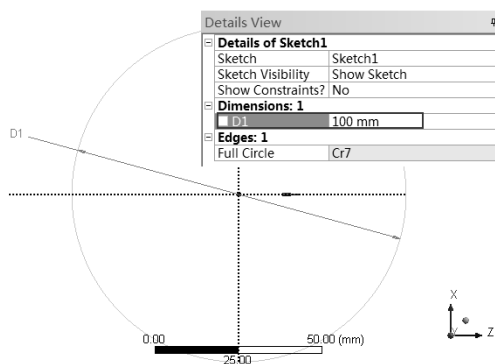 Details View
Details of Sketch1
Sketch Sketch1
Sketch Visibility Show Sketch
Show Constraints? No
Dimensions: 1
D1 100 mm
Edges: 1
Full Circle Cr7
D1
X
Y Z
0.00 50.00 (mm)
25.00